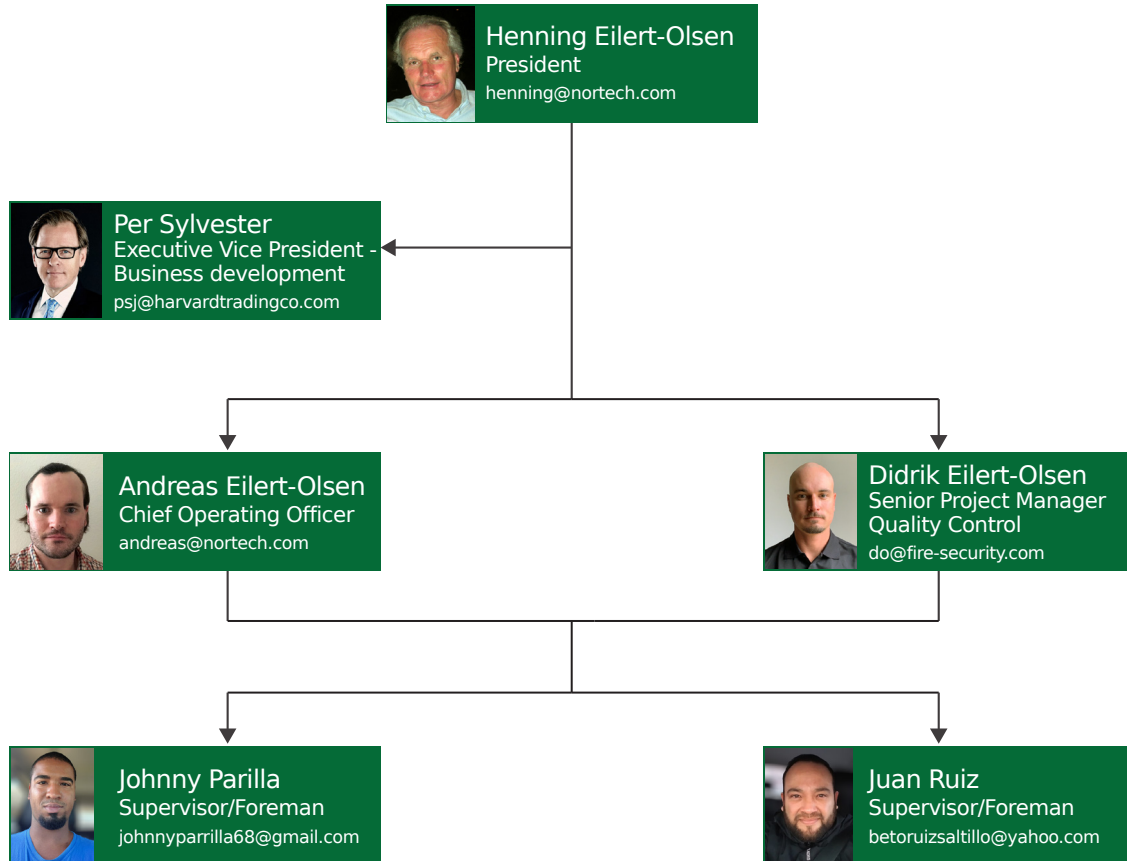 Henning Eilert-Olsen
President
henning@nortech.com
Per Sylvester
Executive Vice President -
Business development
psj@harvardtradingco.com
Andreas Eilert-Olsen
Chief Operating Officer
andreas@nortech.com
Didrik Eilert-Olsen
Senior Project Manager
Quality Control
do@fire-security.com
Johnny Parilla
Supervisor/Foreman
johnnyparrilla68@gmail.com
Juan Ruiz
Supervisor/Foreman
betoruizsaltillo@yahoo.com